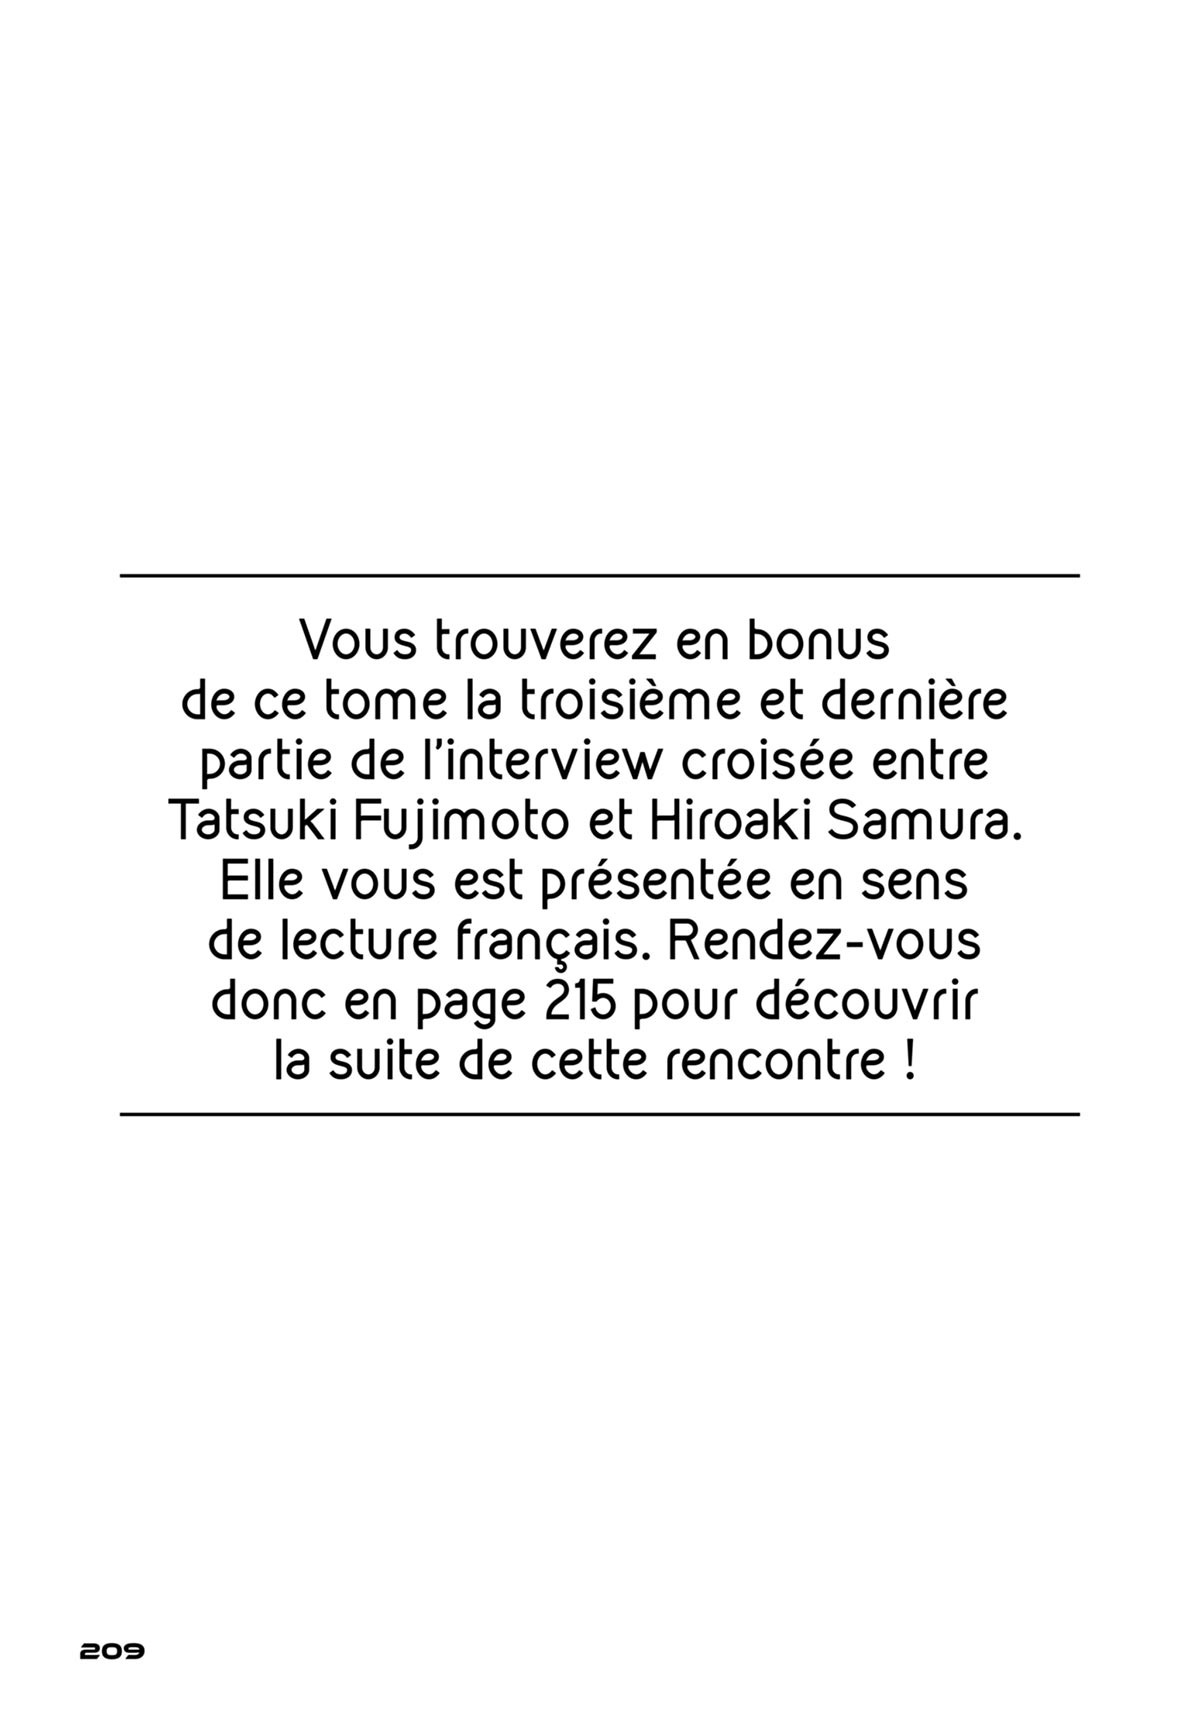 Vous trouverez en bonus
de ce tome la troisième et dernière
partie de l'interview croisée entre
Tatsuki Fujimoto et Hiroaki Samura.
Elle vous est présentée en sens
de lecture français. Rendez-vous
donc en page 215 pour découvrir
la suite de cette rencontre !
209